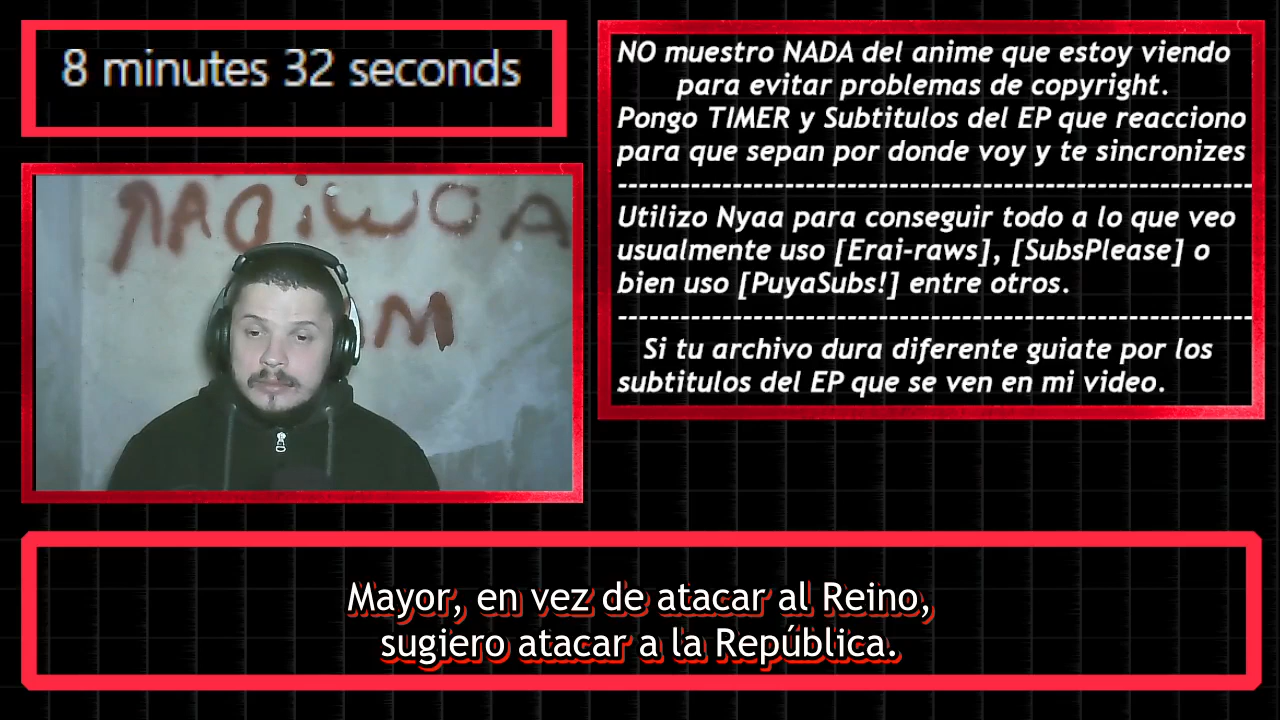 8 minutes 32 seconds
NO muestro NADA del anime que estoy viendo
para evitar problemas de copyright.
Pongo TIMER y Subtitulos del EP que reacciono
para que sepan por donde voy y te sincronizes
Utilizo Nyaa para conseguir todo a lo que veo
usualmente uso [Erai-raws], [SubsPlease] o
bien uso [PuyaSubs!] entre otros.
Si tu archivo dura diferente guiate por los
subtitulos del EP que se ven en mi video.
Mayor, en vez de atacar al Reino,
sugiero atacar a la República.